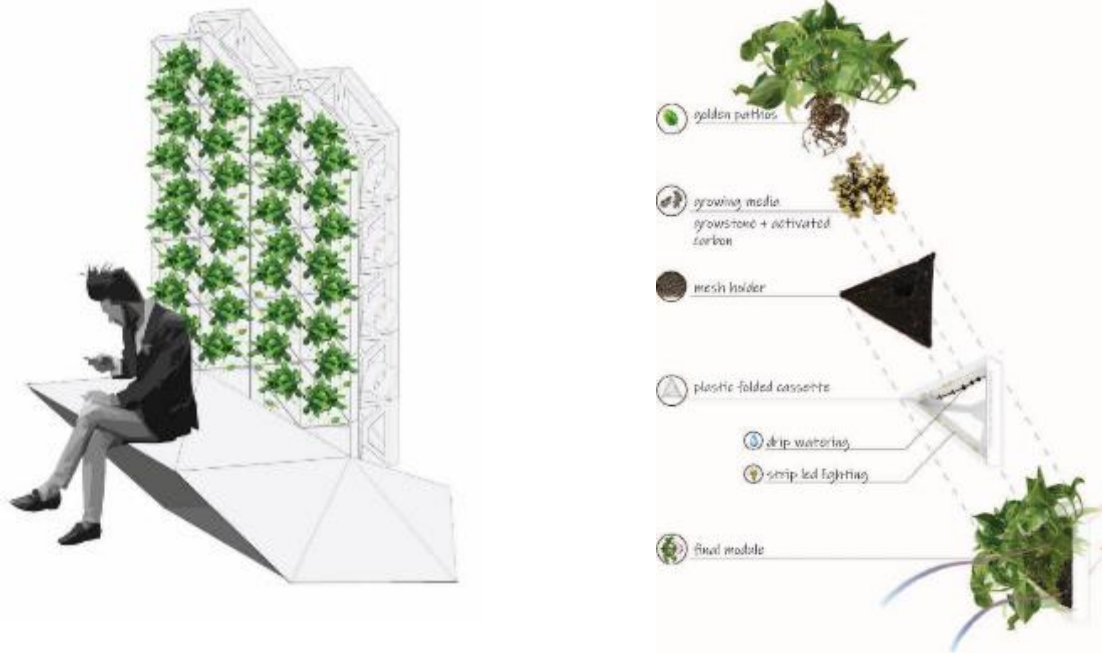 golden pathos
growing media
growstone + activated
carbon
mesh holder
plastic folded cassette
drip watering
strip led lighting
final module